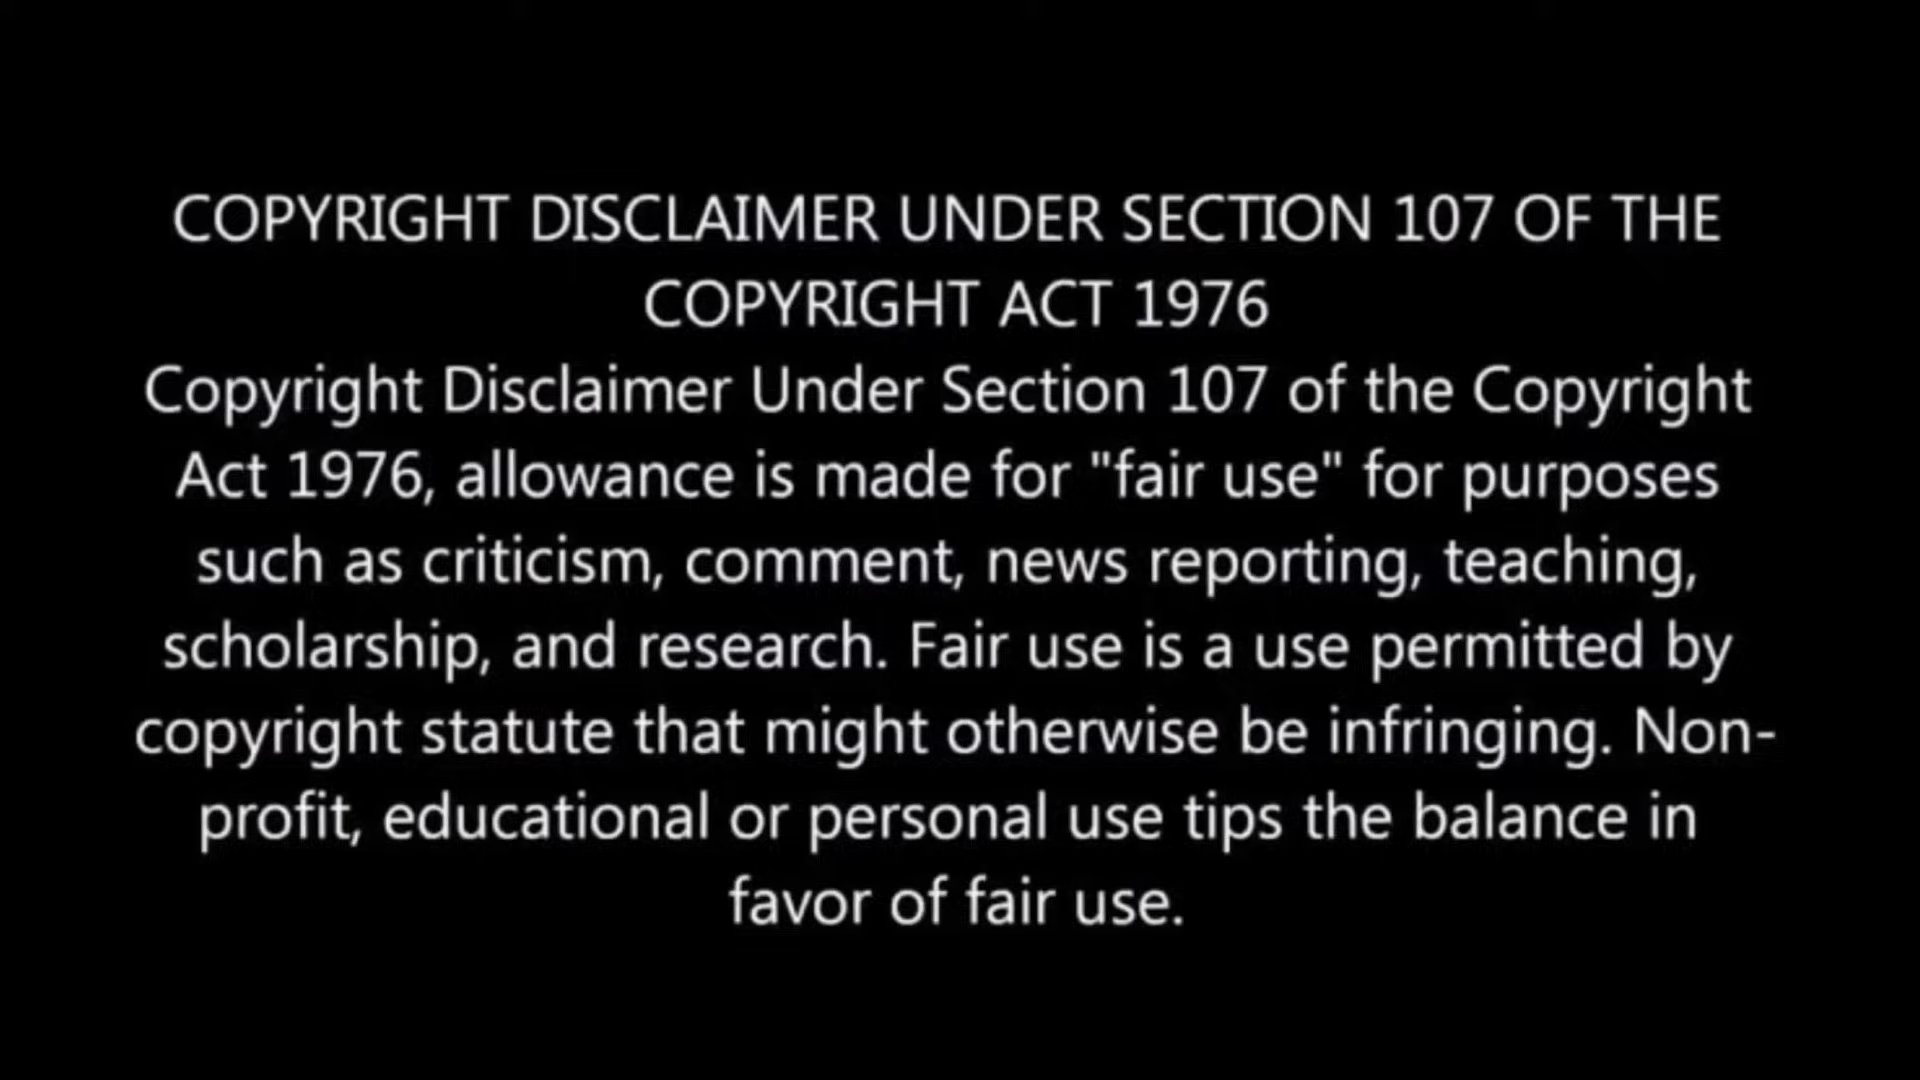 COPYRIGHT DISCLAIMER UNDER SECTION 107 OF THE
COPYRIGHT ACT 1976
Copyright Disclaimer Under Section 107 of the Copyright
Act 1976, allowance is made for "fair use" for purposes
such as criticism, comment, news reporting, teaching,
scholarship, and research. Fair use is a use permitted by
copyright statute that might otherwise be infringing. Non-
profit, educational or personal use tips the balance in
favor of fair use.